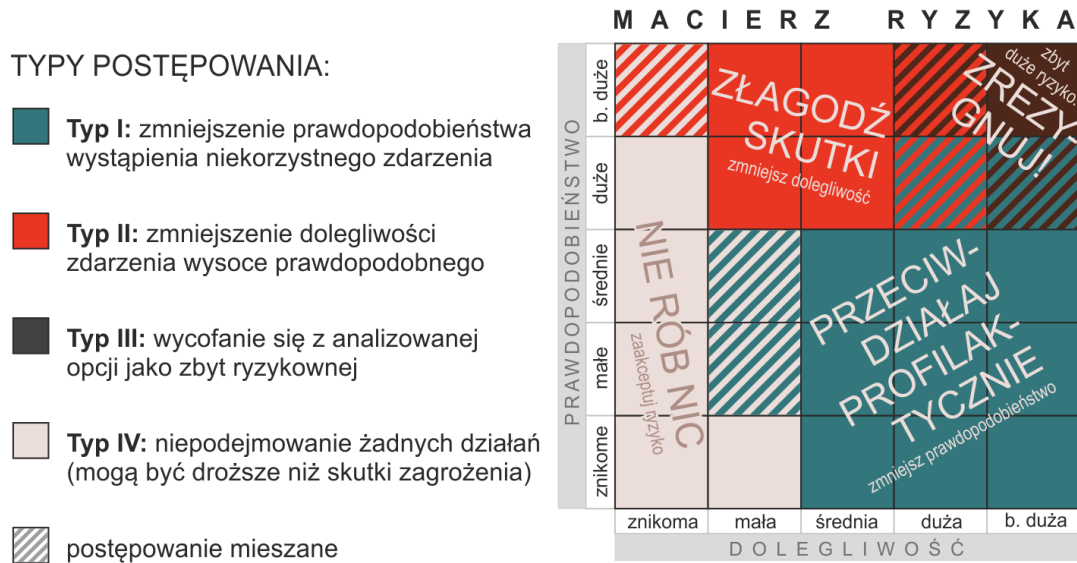 MACIERZ RYZYKA
TYPY POSTĘPOWANIA:
Typ I: zmniejszenie prawdopodobieństwa
wystąpienia niekorzystnego zdarzenia
Typ II: zmniejszenie dolegliwości
zdarzenia wysoce prawdopodobnego
Typ III: wycofanie się z analizowanej
opcji jako zbyt ryzykownej
Typ IV: niepodejmowanie żadnych działań
(mogą być droższe niż skutki zagrożenia)
postępowanie mieszane
PRAWDOPODOBIEŃSTWO
b. duże
duże
średnie
małe
znikome
ZŁAGODŹ
SKUTKI
zmniejsz dolegliwość
zbyt
duże ryzyko.
ZREZY-
GNUJ!
NIE RÓB NIC
zaakceptuj ryzyko
PRZECIW-
DZIAŁAJ
PROFILAK-
TYCZNIE
zmniejsz prawdopodobieństwo
znikoma
mała
średnia
duża
b. duża
DOLEGLIWOŚĆ